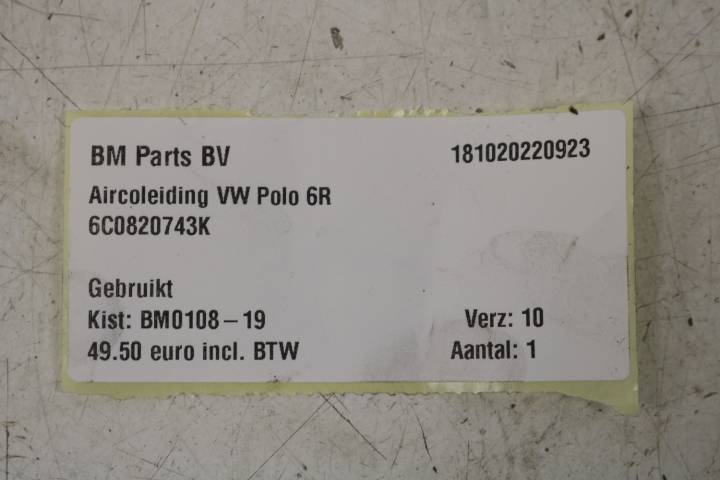 BM Parts BV 181020220923
Aircoleiding VW Polo 6R
6C0820743K
Gebruikt
Kist: BM0108-19 Verz: 10
49.50 euro incl. BTW Aantal: 1